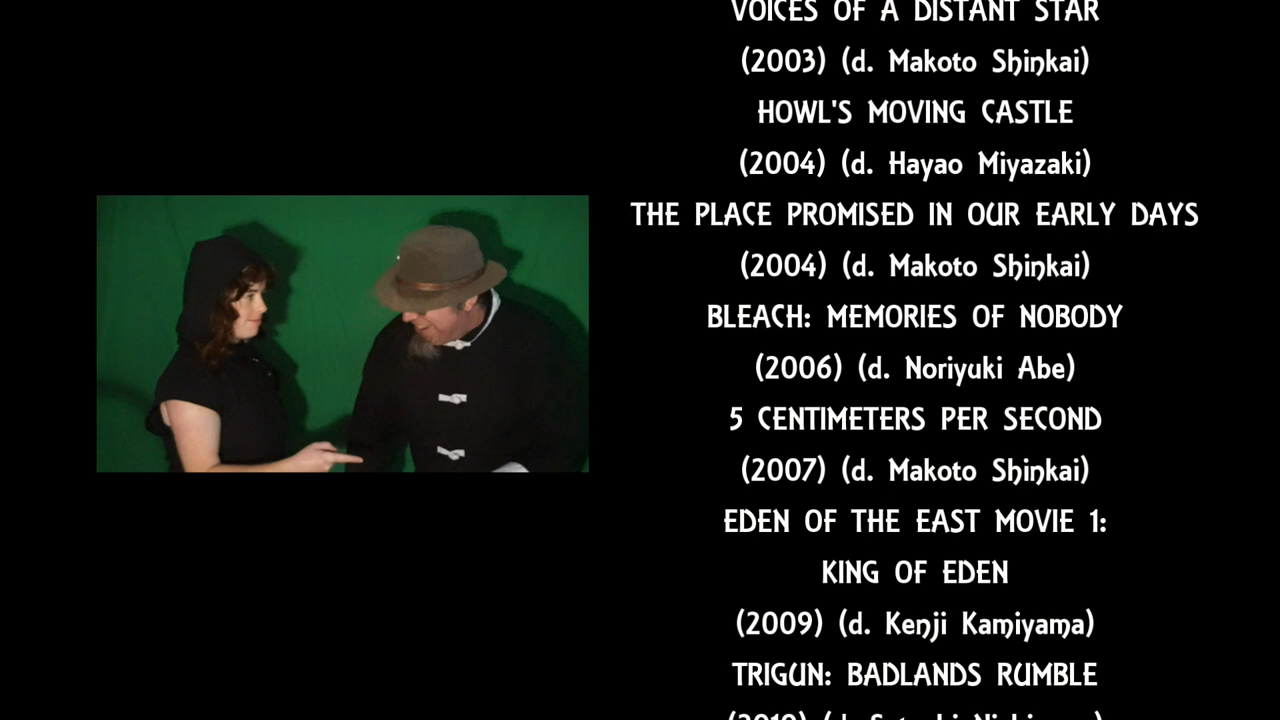 VOICES OF A DISTANT STAR
(2003) (d. Makoto Shinkai)
HOWL'S MOVING CASTLE
(2004) (d. Hayao Miyazaki)
THE PLACE PROMISED IN OUR EARLY DAYS
(2004) (d. Makoto Shinkai)
BLEACH: MEMORIES OF NOBODY
(2006) (d. Noriyuki Abe)
5 CENTIMETERS PER SECOND
(2007) (d. Makoto Shinkai)
EDEN OF THE EAST MOVIE 1:
KING OF EDEN
(2009) (d. Kenji Kamiyama)
TRIGUN: BADLANDS RUMBLE